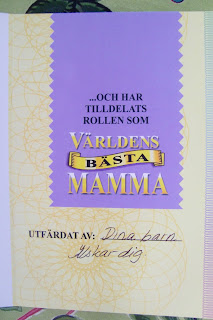 ...OCH HAR
TILLDELATS
ROLLEN SOM
VÄRLDENS
BÄSTA
MAMMA
UTFÄRDAT AV: Dina barn
Älskar dig